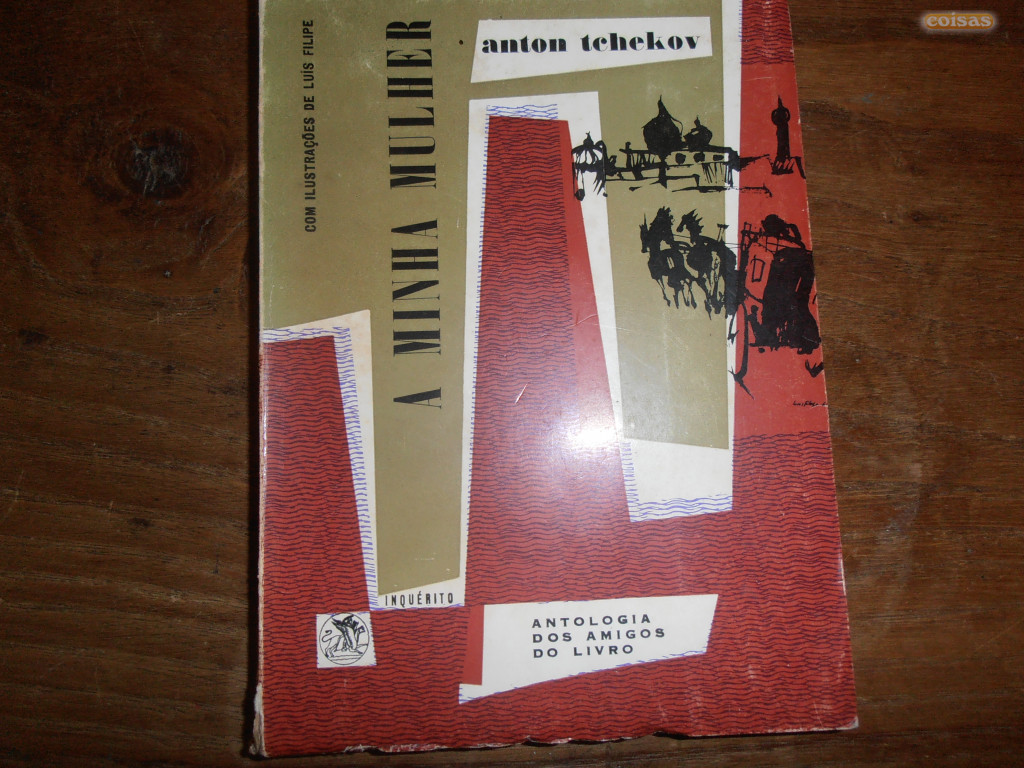 coisas
anton tchekov
COM ILUSTRAÇÕES DE LUÍS FILIPE
A MINHA MULHER
INQUÉRITO
ANTOLOGIA
DOS AMIGOS
DO LIVRO